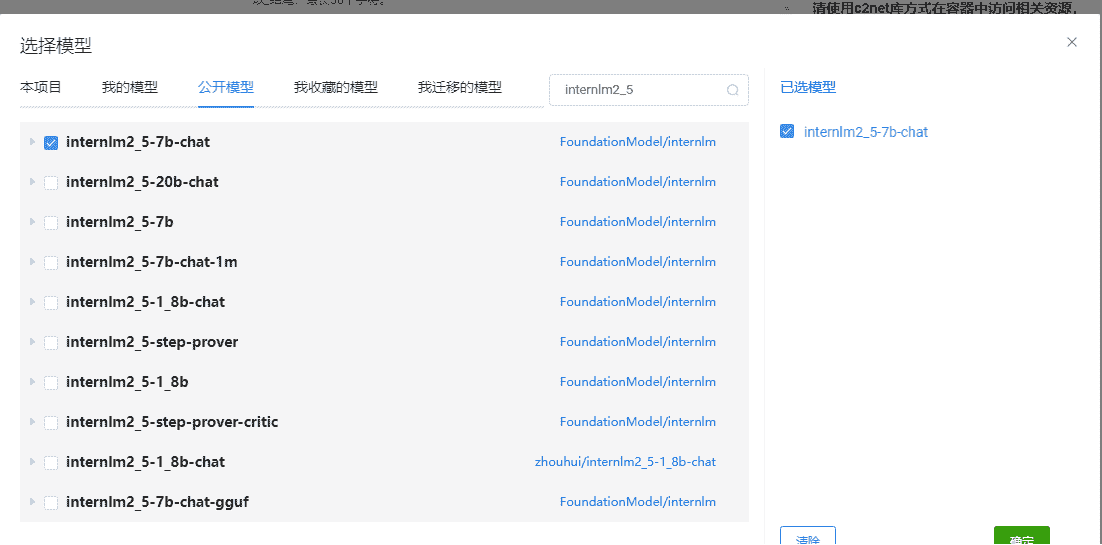 请使用c2net库方式在容器中访问相关资源，
选择模型
本项目 我的模型 公开模型 我收藏的模型 我迁移的模型 internlm2_5 已选模型
internlm2_5-7b-chat FoundationModel/internlm internlm2_5-7b-chat
internlm2_5-20b-chat FoundationModel/internlm
internlm2_5-7b FoundationModel/internlm
internlm2_5-7b-chat-1m FoundationModel/internlm
internlm2_5-1_8b-chat FoundationModel/internlm
internlm2_5-step-prover FoundationModel/internlm
internlm2_5-1_8b FoundationModel/internlm
internlm2_5-step-prover-critic FoundationModel/internlm
internlm2_5-1_8b-chat zhouhui/internlm2_5-1_8b-chat
internlm2_5-7b-chat-gguf FoundationModel/internlm
清除 确定